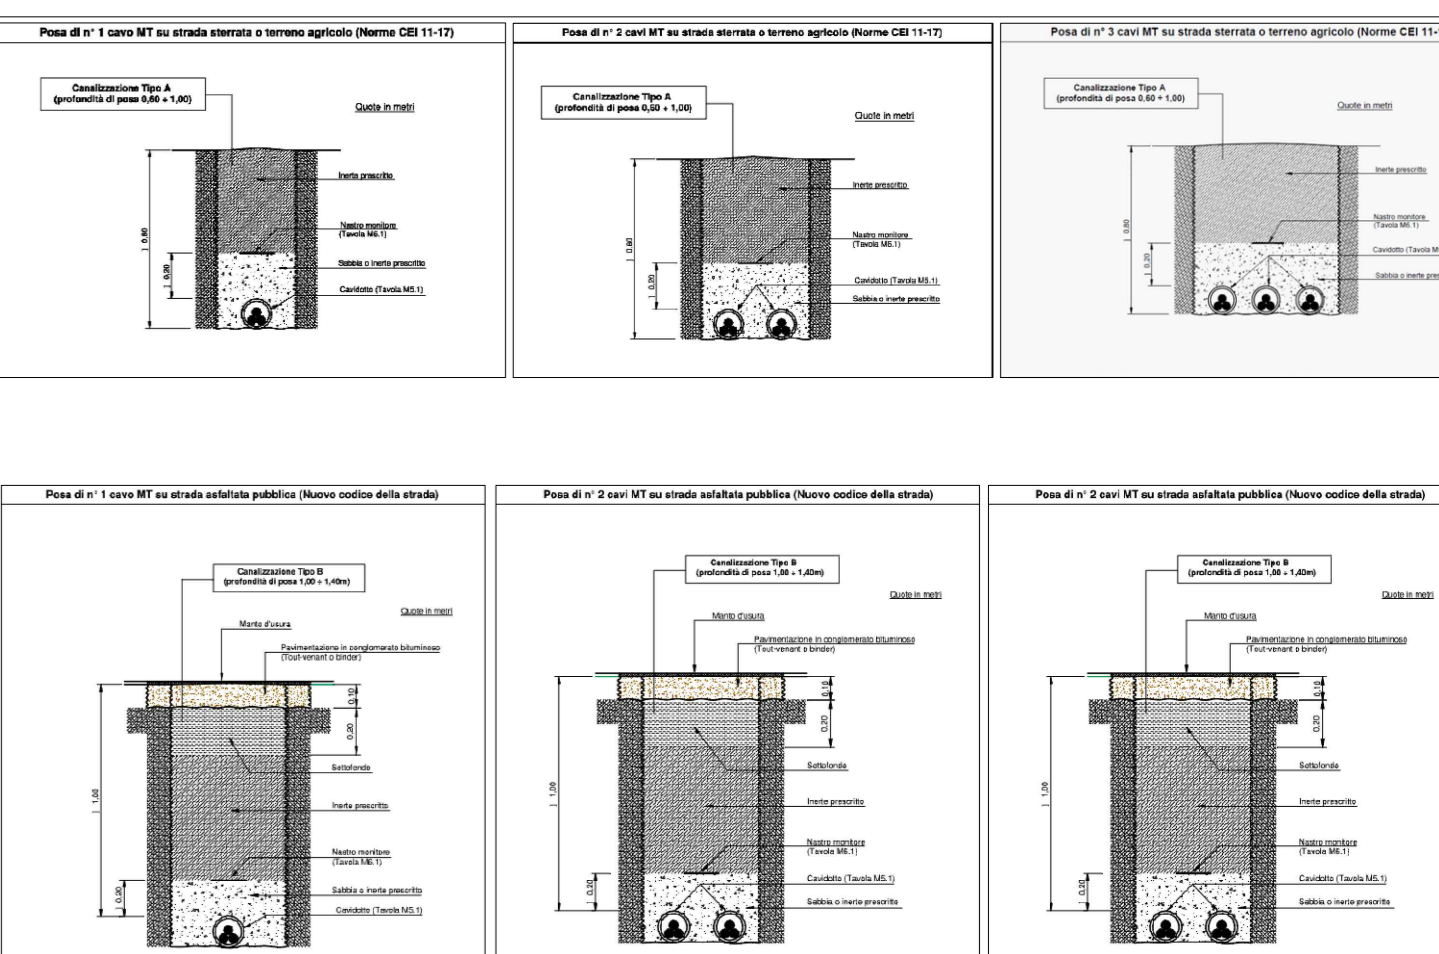 Posa di n° 1 cavo MT su strada sterrata o terreno agricolo (Norme CEI 11-17)
Canalizzazione Tipo A
(profondità di posa 0,60 ÷ 1,00)
Quote in metri
Inerte prescritto
Nastro monitore
(Tavola M6.1)
Sabbia o inerte prescritto
Cavidotto (Tavola M5.1)
0,80
0,20
Posa di n° 2 cavi MT su strada sterrata o terreno agricolo (Norme CEI 11-17)
Canalizzazione Tipo A
(profondità di posa 0,60 ÷ 1,00)
Quote in metri
Inerte prescritto
Nastro monitore
(Tavola M6.1)
Cavidotto (Tavola M5.1)
Sabbia o inerte prescritto
0,20
Posa di n° 3 cavi MT su strada sterrata o terreno agricolo (Norme CEI 11-
Canalizzazione Tipo A
(profondità di posa 0,60 ÷ 1,00)
Quote in metri
Inerte prescritto
Nastro monitore
(Tavola M6.1)
Cavidotto (Tavola
Sabbia o inerte
0,80
0,20
Posa di n° 1 cavo MT su strada asfaltata pubblica (Nuovo codice della strada)
Canalizzazione Tipo B
(profondità di posa 1,00 ÷ 1,40m)
Quote in metri
Manto d'usura
Pavimentazione in conglomerato bituminoso
(Tout-venant o binder)
0,10
0,20
Sottofondo
1,00
Inerte prescritto
Nastro monitore
(Tavola M6.1)
Sabbia o inerte prescritto
0,20
Cavidotto (Tavola M5.1)
Posa di n° 2 cavi MT su strada asfaltata pubblica (Nuovo codice della strada)
Canalizzazione Tipo B
(profondità di posa 1,00 ÷ 1,40m)
Quote in metri
Manto d'usura
Pavimentazione in conglomerato bituminoso
(Tout-venant o binder)
0,10
0,20
Sottofondo
1,00
Inerte prescritto
Nastro monitore
(Tavola M6.1)
Cavidotto (Tavola M5.1)
0,20
Sabbia o inerte prescritto
Posa di n° 2 cavi MT su strada asfaltata pubblica (Nuovo codice della strada)
Canalizzazione Tipo B
(profondità di posa 1,00 ÷ 1,40m)
Quote in metri
Manto d'usura
Pavimentazione in conglomerato bituminoso
(Tout-venant o binder)
0,10
0,20
Sottofondo
1,00
Inerte prescritto
Nastro monitore
(Tavola M6.1)
Cavidotto (Tavola M5.1)
0,20
Sabbia o inerte prescritto